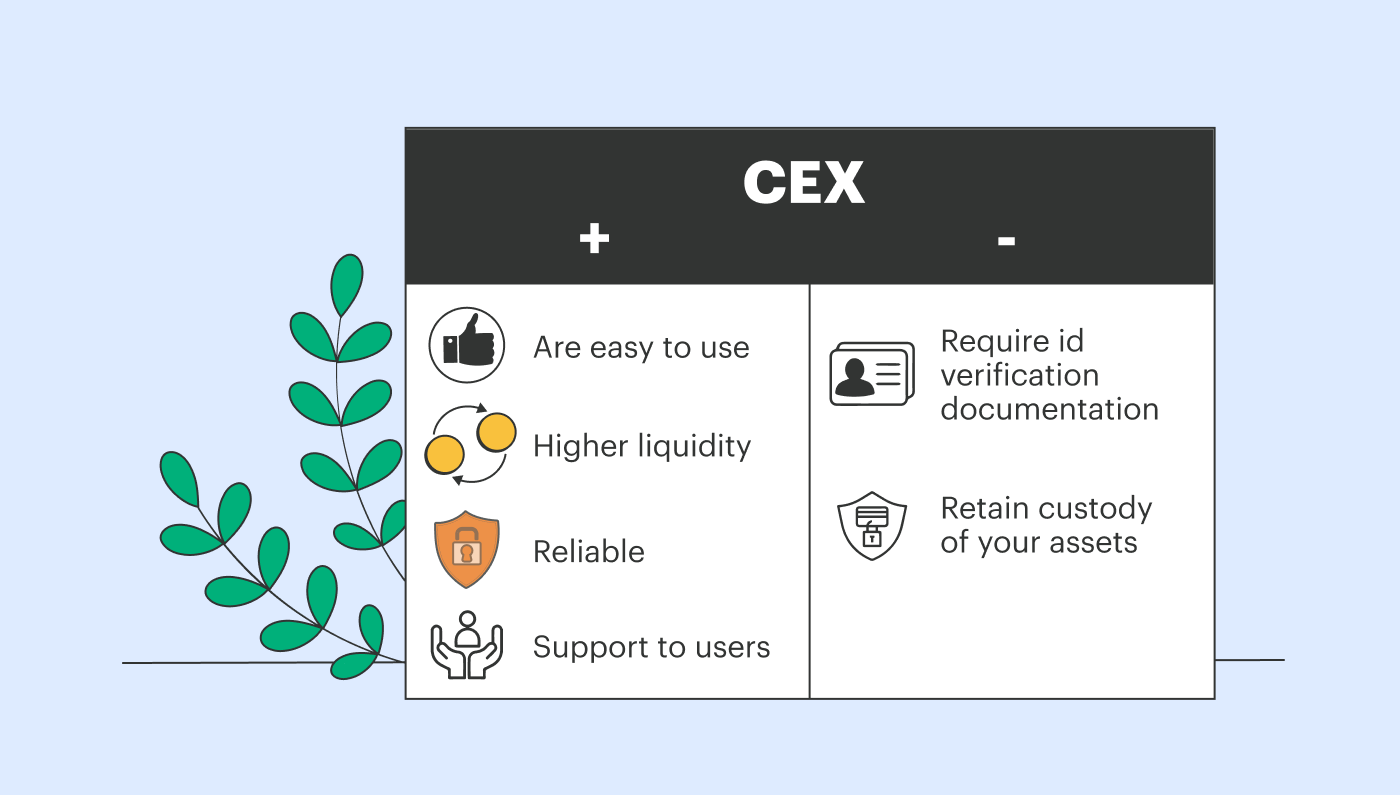 CEX
+
-
Are easy to use
Higher liquidity
Reliable
Support to users
Require id
verification
documentation
Retain custody
of your assets